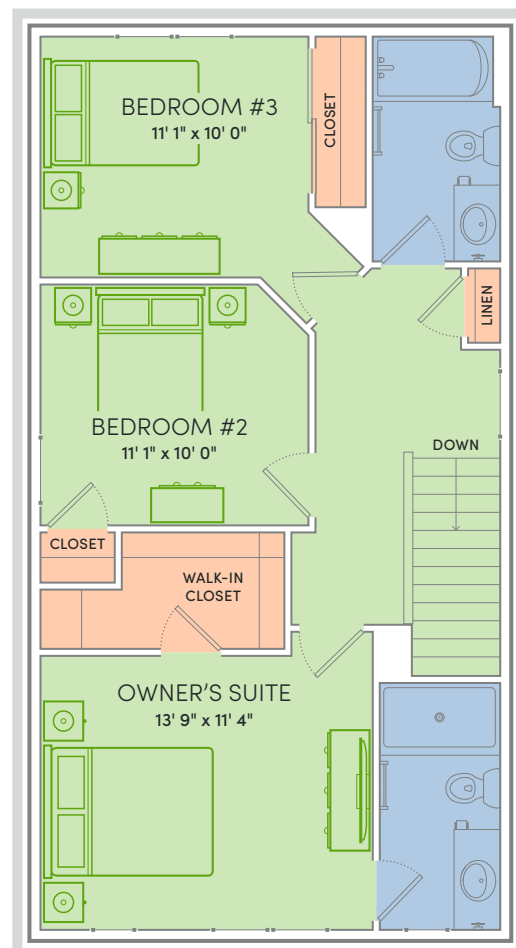 BEDROOM #3
11' 1" x 10' 0"
CLOSET
LINEN
BEDROOM #2
11' 1" x 10' 0"
DOWN
CLOSET
WALK-IN
CLOSET
OWNER'S SUITE
13' 9" x 11' 4"